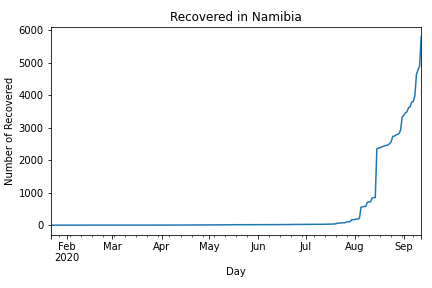 Recovered in Namibia
Number of Recovered
6000
5000
4000
3000
2000
1000
0
Feb Mar Apr May Jun Jul Aug Sep
2020
Day